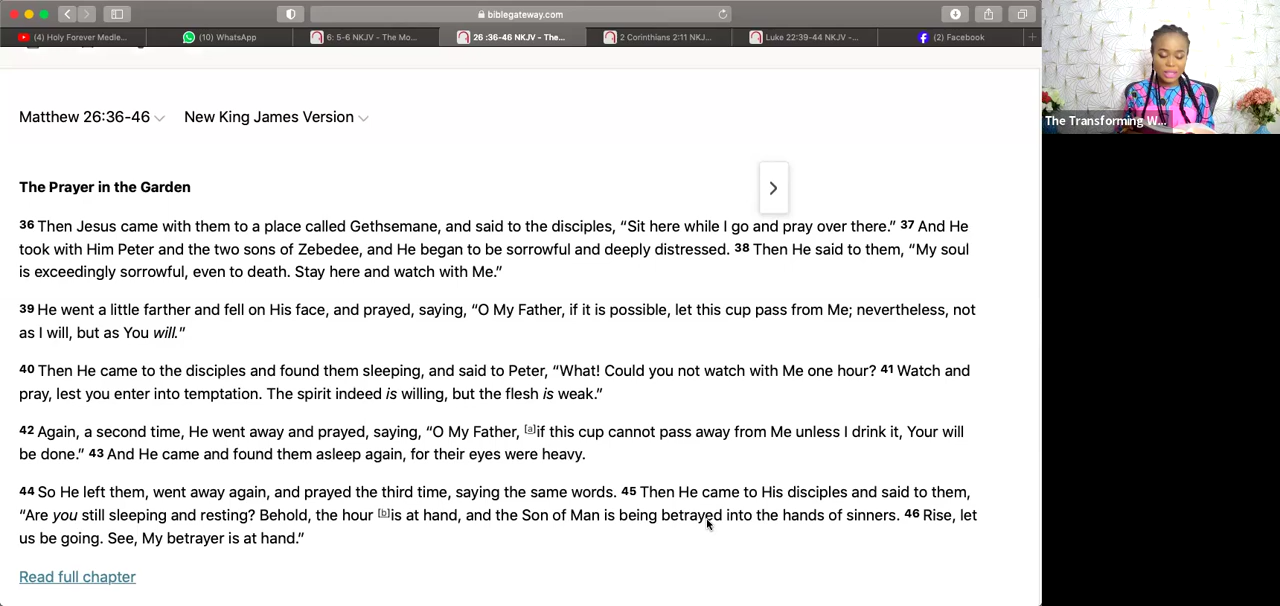 biblegateway.com
(4) Holy Forever Medle...
(10) WhatsApp
6: 5-6 NKJV - The Mo...
26 :36-46 NKJV - The...
2 Corinthians 2:11 NKJ...
Luke 22:39-44 NKJV -...
(2) Facebook
The Transforming W...
Matthew 26:36-46 New King James Version
The Prayer in the Garden
36 Then Jesus came with them to a place called Gethsemane, and said to the disciples, “Sit here while I go and pray over there.” 37 And He
took with Him Peter and the two sons of Zebedee, and He began to be sorrowful and deeply distressed. 38 Then He said to them, “My soul
is exceedingly sorrowful, even to death. Stay here and watch with Me.”
39 He went a little farther and fell on His face, and prayed, saying, “O My Father, if it is possible, let this cup pass from Me; nevertheless, not
as I will, but as You will.”
40 Then He came to the disciples and found them sleeping, and said to Peter, “What! Could you not watch with Me one hour? 41 Watch and
pray, lest you enter into temptation. The spirit indeed is willing, but the flesh is weak.”
42 Again, a second time, He went away and prayed, saying, “O My Father, [a]if this cup cannot pass away from Me unless I drink it, Your will
be done.” 43 And He came and found them asleep again, for their eyes were heavy.
44 So He left them, went away again, and prayed the third time, saying the same words. 45 Then He came to His disciples and said to them,
“Are you still sleeping and resting? Behold, the hour [b]is at hand, and the Son of Man is being betrayed into the hands of sinners. 46 Rise, let
us be going. See, My betrayer is at hand.”
Read full chapter